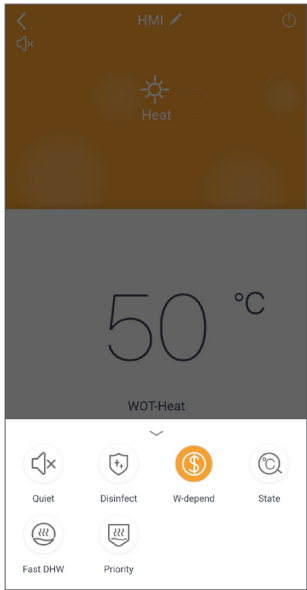 HMI
Heat
50 °C
WOT-Heat
Quiet Disinfect W-depend State
Fast DHW Priority